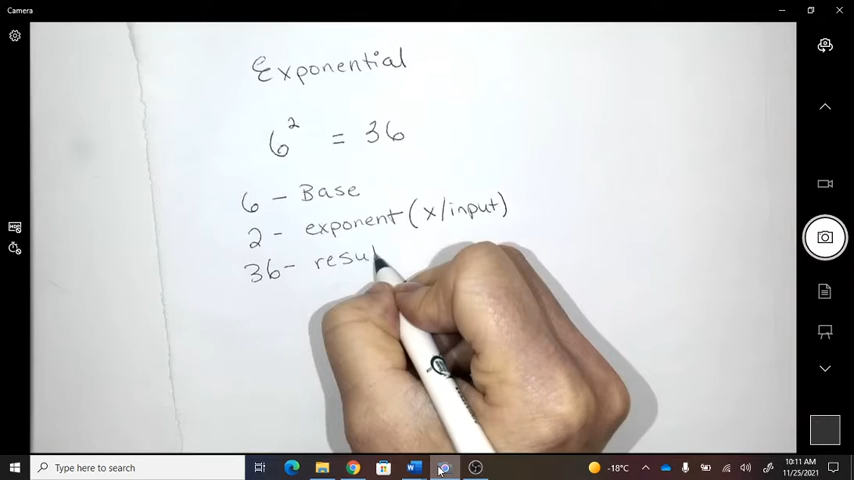 Camera
Exponential
6² = 36
6 - Base
2 - exponent (x/input)
36 - resu
Type here to search
-18°C
10:11 AM
11/25/2021